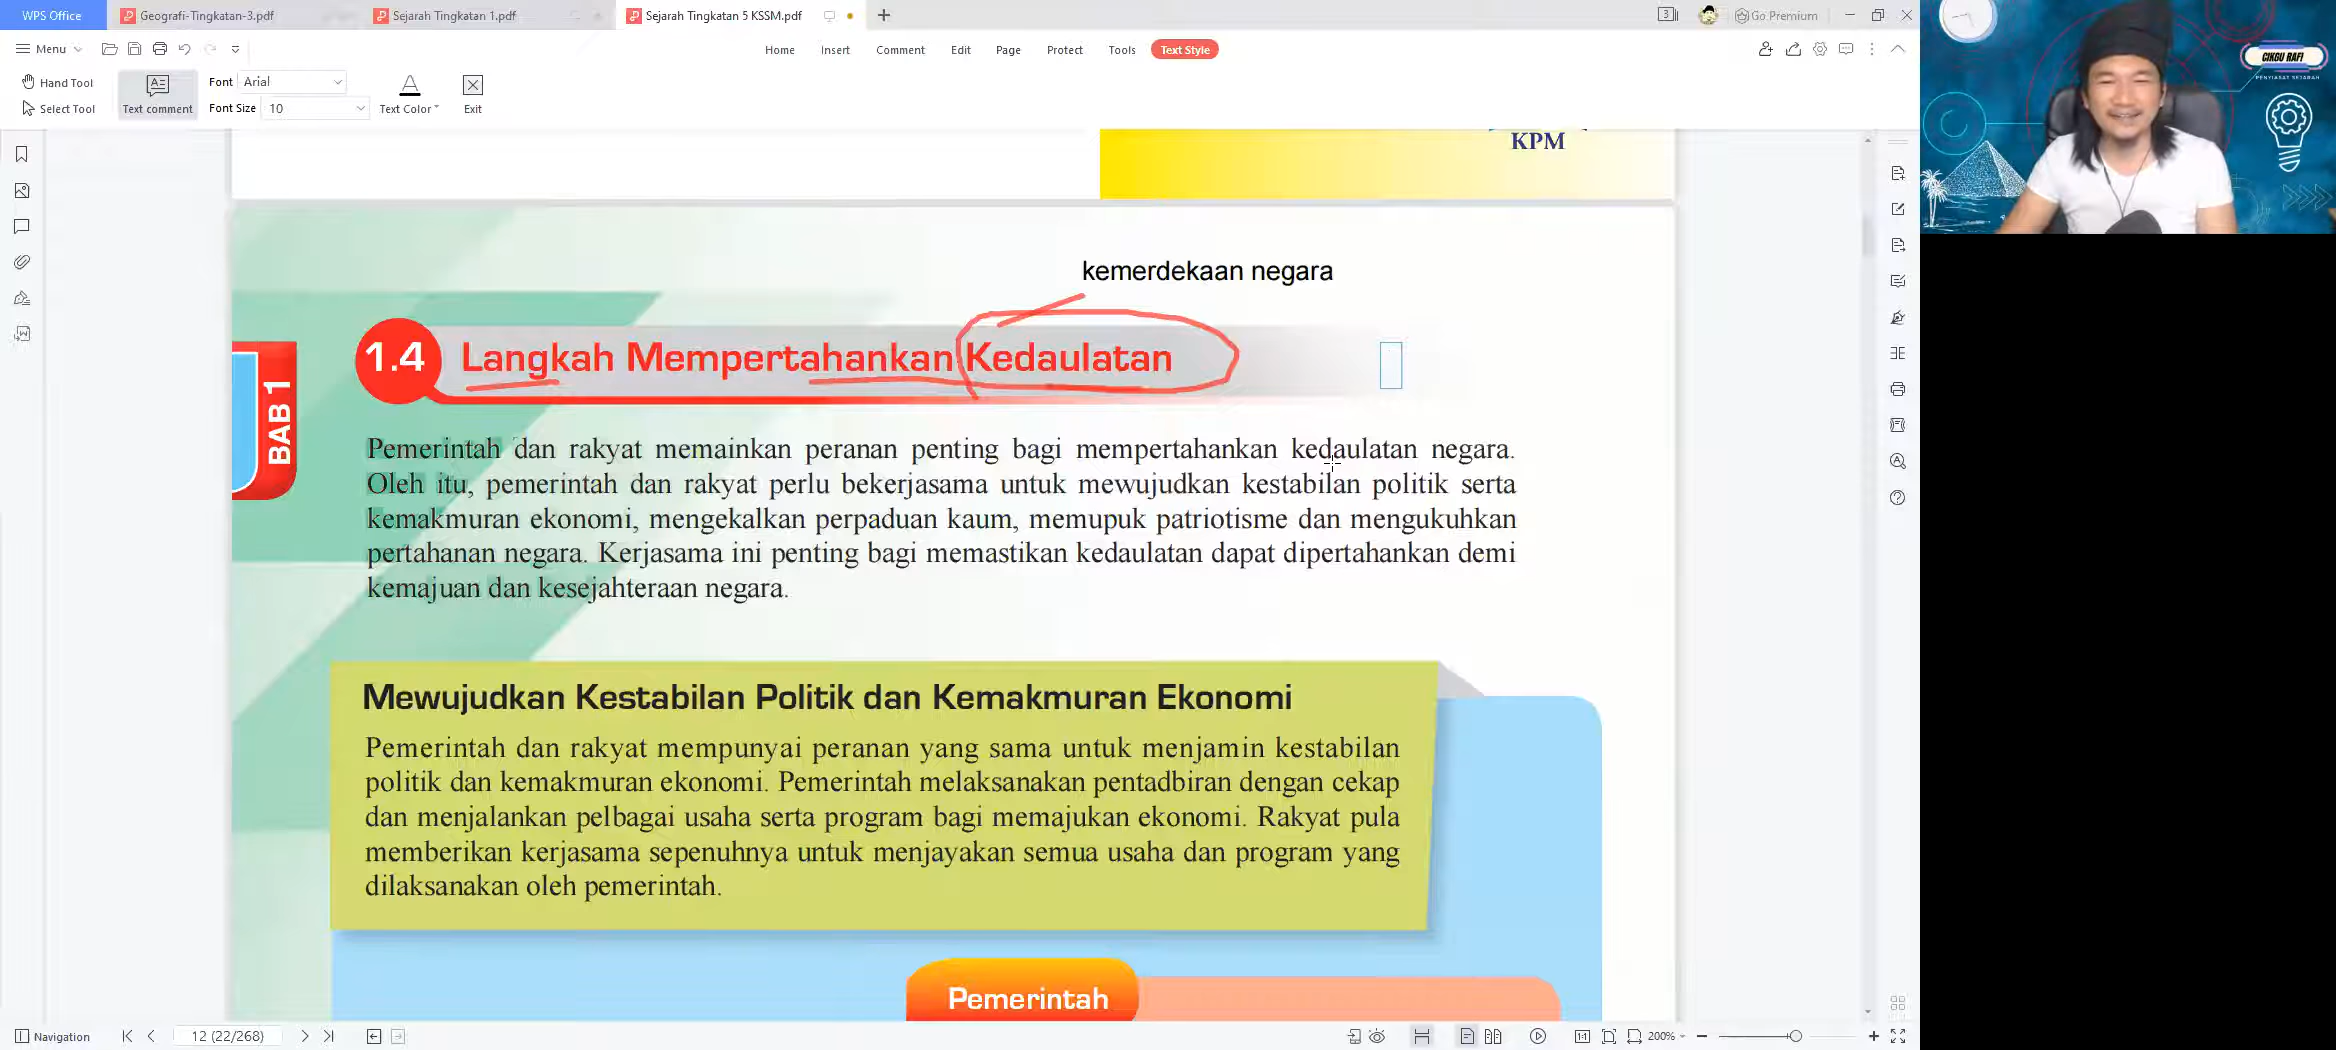 WPS Office
Geografi-Tingkatan-3.pdf
Sejarah Tingkatan 1.pdf
Sejarah Tingkatan 5 KSSM.pdf
3
Go Premium
Menu
Home
Insert
Comment
Edit
Page
Protect
Tools
Text Style
Hand Tool
Select Tool
Text comment
Font Arial
Font Size 10
Text Color
Exit
CIKGU RAFI
PENYIASAT SEJARAH
KPM
kemerdekaan negara
1.4 Langkah Mempertahankan Kedaulatan
BAB 1
Pemerintah dan rakyat memainkan peranan penting bagi mempertahankan kedaulatan negara.
Oleh itu, pemerintah dan rakyat perlu bekerjasama untuk mewujudkan kestabilan politik serta
kemakmuran ekonomi, mengekalkan perpaduan kaum, memupuk patriotisme dan mengukuhkan
pertahanan negara. Kerjasama ini penting bagi memastikan kedaulatan dapat dipertahankan demi
kemajuan dan kesejahteraan negara.
Mewujudkan Kestabilan Politik dan Kemakmuran Ekonomi
Pemerintah dan rakyat mempunyai peranan yang sama untuk menjamin kestabilan
politik dan kemakmuran ekonomi. Pemerintah melaksanakan pentadbiran dengan cekap
dan menjalankan pelbagai usaha serta program bagi memajukan ekonomi. Rakyat pula
memberikan kerjasama sepenuhnya untuk menjayakan semua usaha dan program yang
dilaksanakan oleh pemerintah.
Pemerintah
Navigation
12 (22/268)
200%